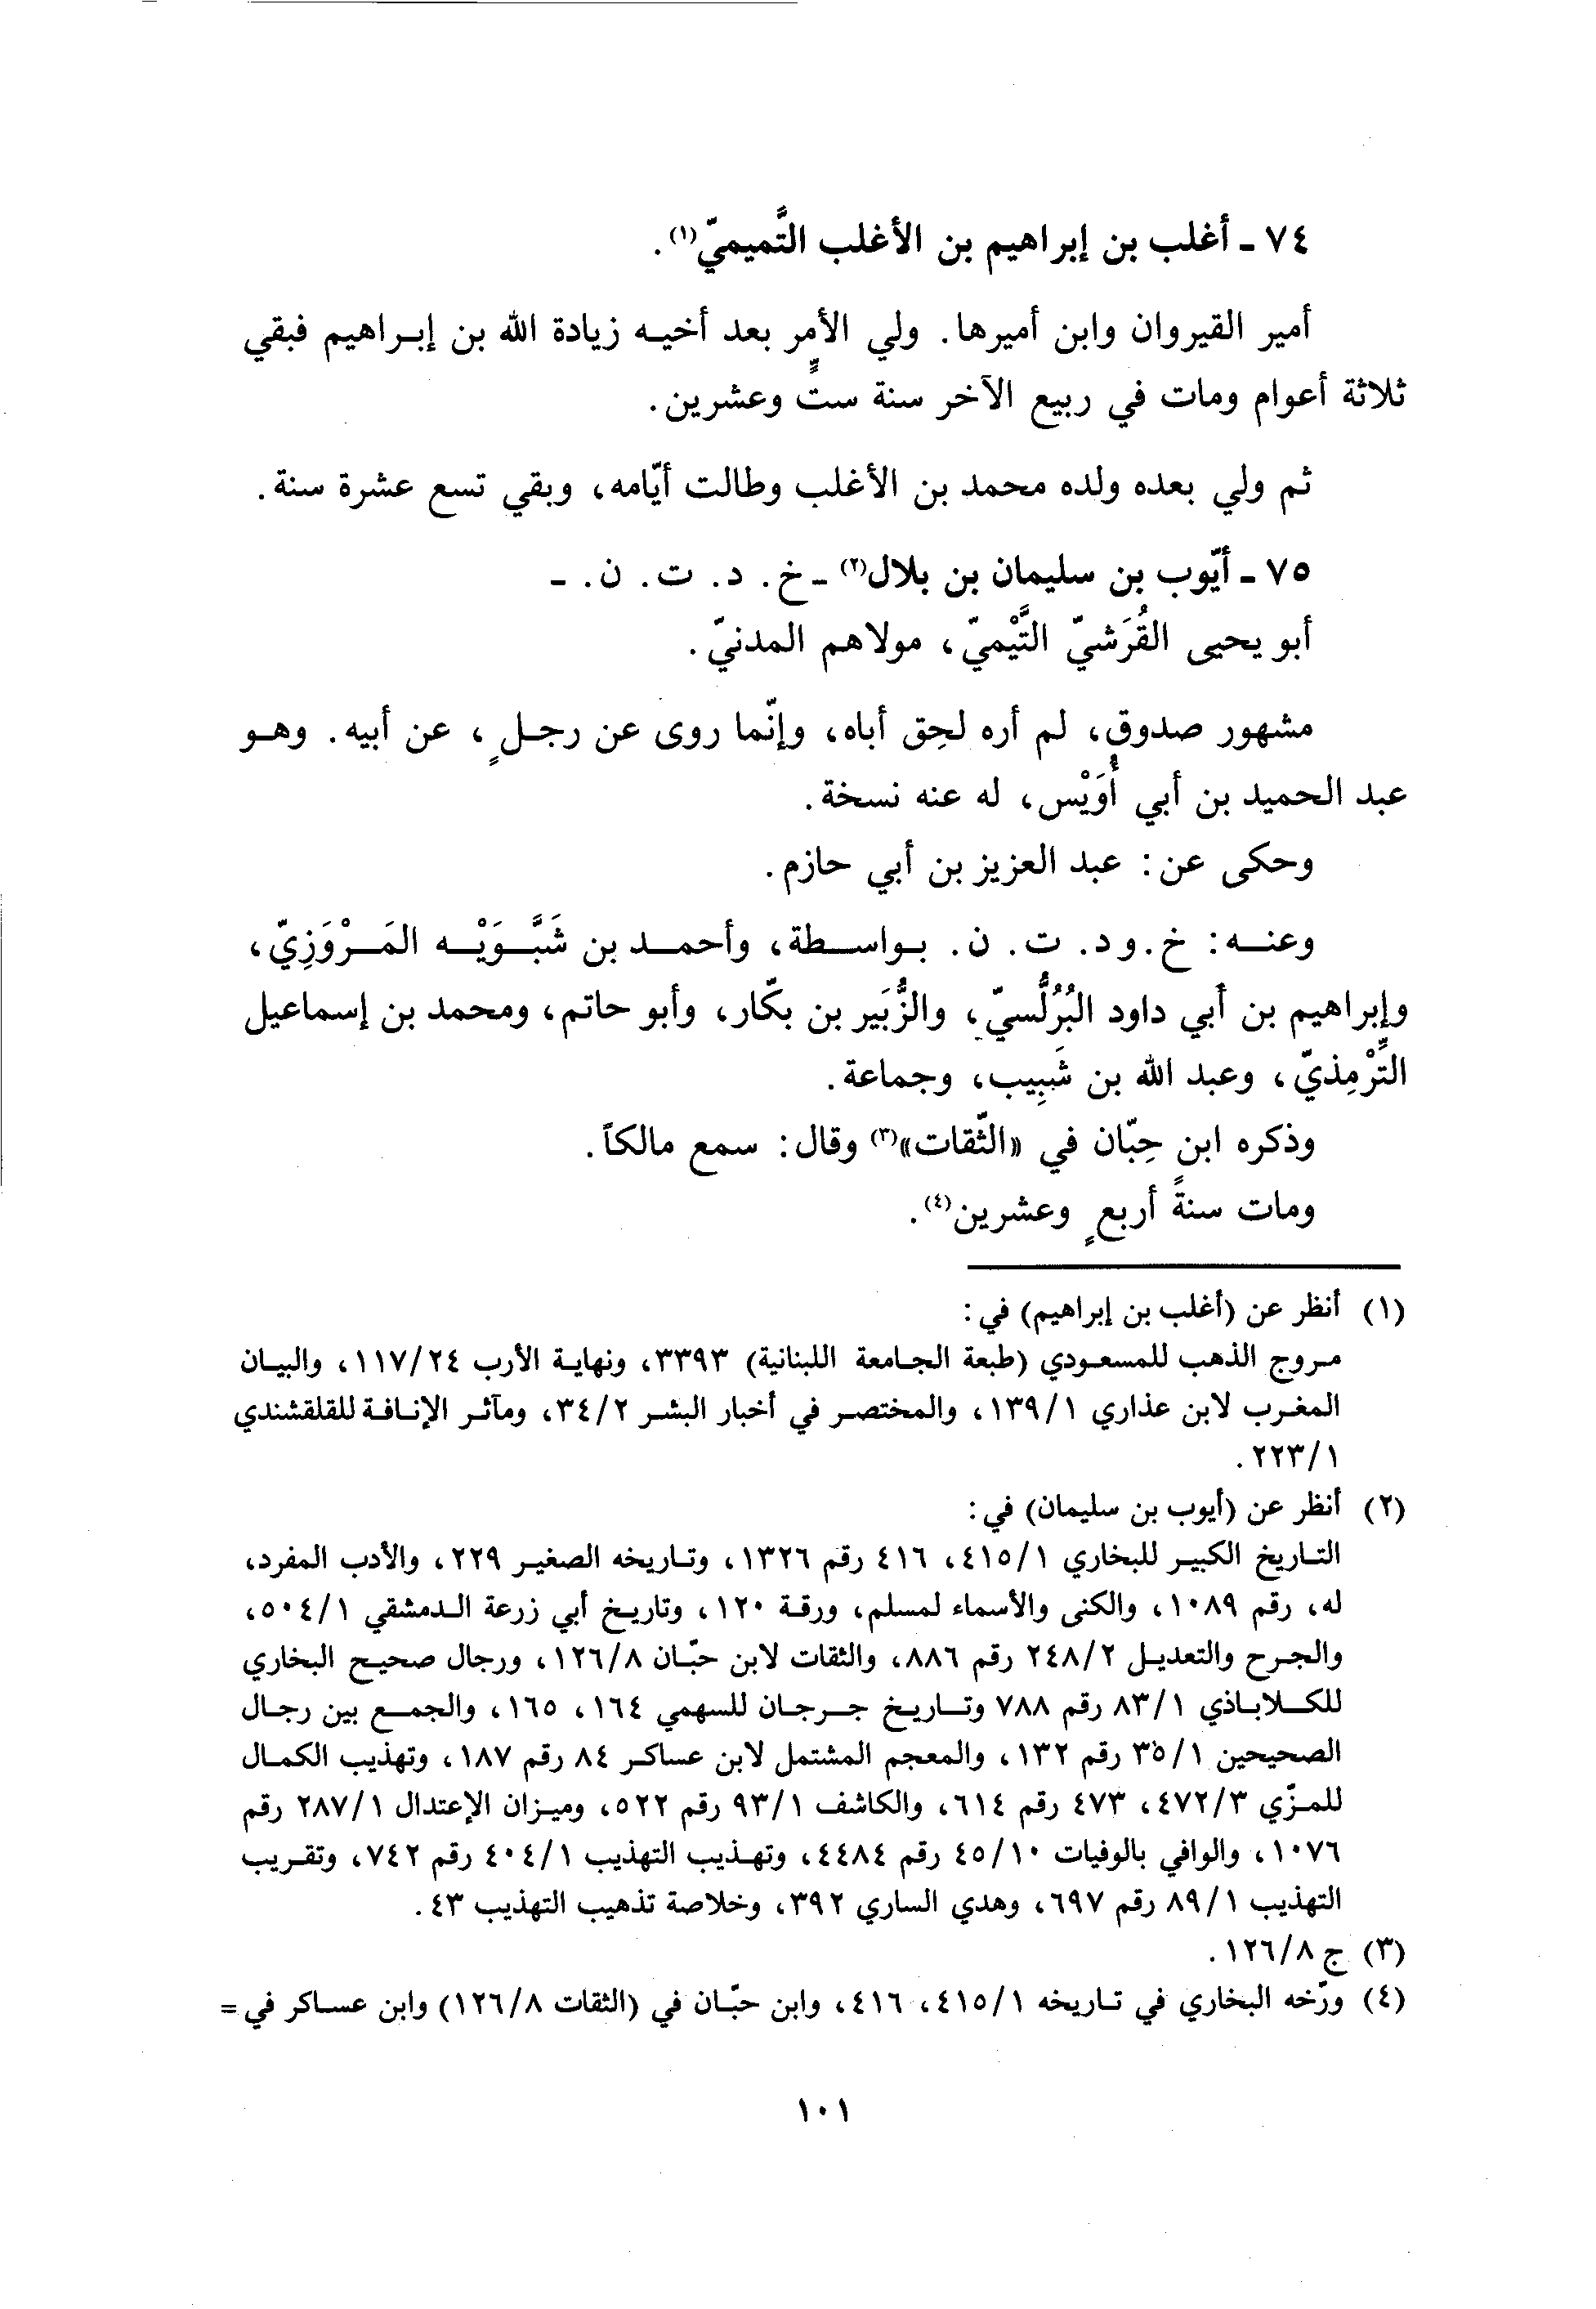 ٧٤ - أغلب بن إبراهيم بن الأغلب التَّميميّ(١).
أمير القيروان وابن أميرها. ولي الأمر بعد أخيه زيادة الله بن إبراهيم فبقي
ثلاثة أعوام ومات في ربيع الآخر سنة ستٍّ وعشرين.
ثم ولي بعده ولده محمد بن الأغلب وطالت أيّامه، وبقي تسع عشرة سنة.
٧٥ - أيّوب بن سليمان بن بلال(٢) - خ. د. ت. ن. -
أبو يحيى القُرَشيّ التَّيْميّ، مولاهم المدنيّ.
مشهور صدوق، لم أره لحِق أباه، وإنّما روى عن رجلٍ، عن أبيه. وهو
عبد الحميد بن أبي أُوَيْس، له عنه نسخة.
وحكى عن: عبد العزيز بن أبي حازم.
وعنه: خ. ود. ت. ن. بواسطة، وأحمد بن شَبَّوَيْه المَرْوَزِيّ،
وإبراهيم بن أبي داود البُرُلُّسيّ، والزُّبَير بن بكّار، وأبو حاتم، ومحمد بن إسماعيل
التِّرْمِذيّ، وعبد الله بن شَبِيب، وجماعة.
وذكره ابن حِبّان في «الثّقات»(٣) وقال: سمع مالكاً.
ومات سنةً أربعٍ وعشرين(٤).
(١) أنظر عن (أغلب بن إبراهيم) في:
مروج الذهب للمسعودي (طبعة الجامعة اللبنانية) ٣٣٩٣، ونهاية الأرب ١١٧/٢٤، والبيان
المغرب لابن عذاري ١٣٩/١، والمختصر في أخبار البشر ٣٤/٢، ومآثر الإنافة للقلقشندي
٢٢٣/١.
(٢) أنظر عن (أيوب بن سليمان) في:
التاريخ الكبير للبخاري ٤١٥/١، ٤١٦ رقم ١٣٢٦، وتاريخه الصغير ٢٢٩، والأدب المفرد،
له، رقم ١٠٨٩، والكنى والأسماء لمسلم، ورقة ١٢٠، وتاريخ أبي زرعة الدمشقي ٥٠٤/١،
والجرح والتعديل ٢٤٨/٢ رقم ٨٨٦، والثقات لابن حبّان ١٢٦/٨، ورجال صحيح البخاري
للكلاباذي ٨٣/١ رقم ٧٨٨ وتاريخ جرجان للسهمي ١٦٤، ١٦٥، والجمع بين رجال
الصحيحين ٣٥/١ رقم ١٣٢، والمعجم المشتمل لابن عساكر ٨٤ رقم ١٨٧، وتهذيب الكمال
للمزّي ٤٧٢/٣، ٤٧٣ رقم ٦١٤، والكاشف ٩٣/١ رقم ٥٢٢، وميزان الإعتدال ٢٨٧/١ رقم
١٠٧٦، والوافي بالوفيات ٤٥/١٠ رقم ٤٤٨٤، وتهذيب التهذيب ٤٠٤/١ رقم ٧٤٢، وتقريب
التهذيب ٨٩/١ رقم ٦٩٧، وهدي الساري ٣٩٢، وخلاصة تذهيب التهذيب ٤٣.
(٣) ج ١٢٦/٨.
(٤) ورّخه البخاري في تاريخه ٤١٥/١، ٤١٦، وابن حبّان في (الثقات ١٢٦/٨) وابن عساكر في =
١٠١